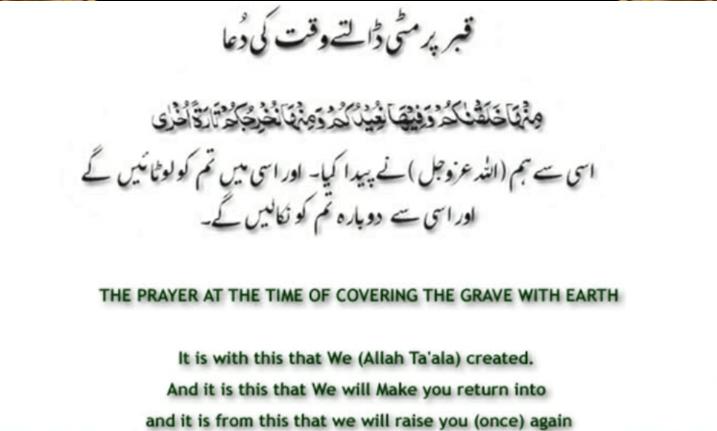 قبر پر مٹی ڈالتے وقت کی دُعا
مِنْهَا خَلَقْنٰكُمْ وَفِيْهَا نُعِيْدُكُمْ وَمِنْهَا نُخْرِجُكُمْ تَارَةً اُخْرٰى
اسی سے ہم (اللہ عزوجل) نے پیدا کیا۔ اور اسی میں تم کو لوٹائیں گے
اور اسی سے دوبارہ تم کو نکالیں گے۔
THE PRAYER AT THE TIME OF COVERING THE GRAVE WITH EARTH
It is with this that We (Allah Ta'ala) created.
And it is this that We will Make you return into
and it is from this that we will raise you (once) again